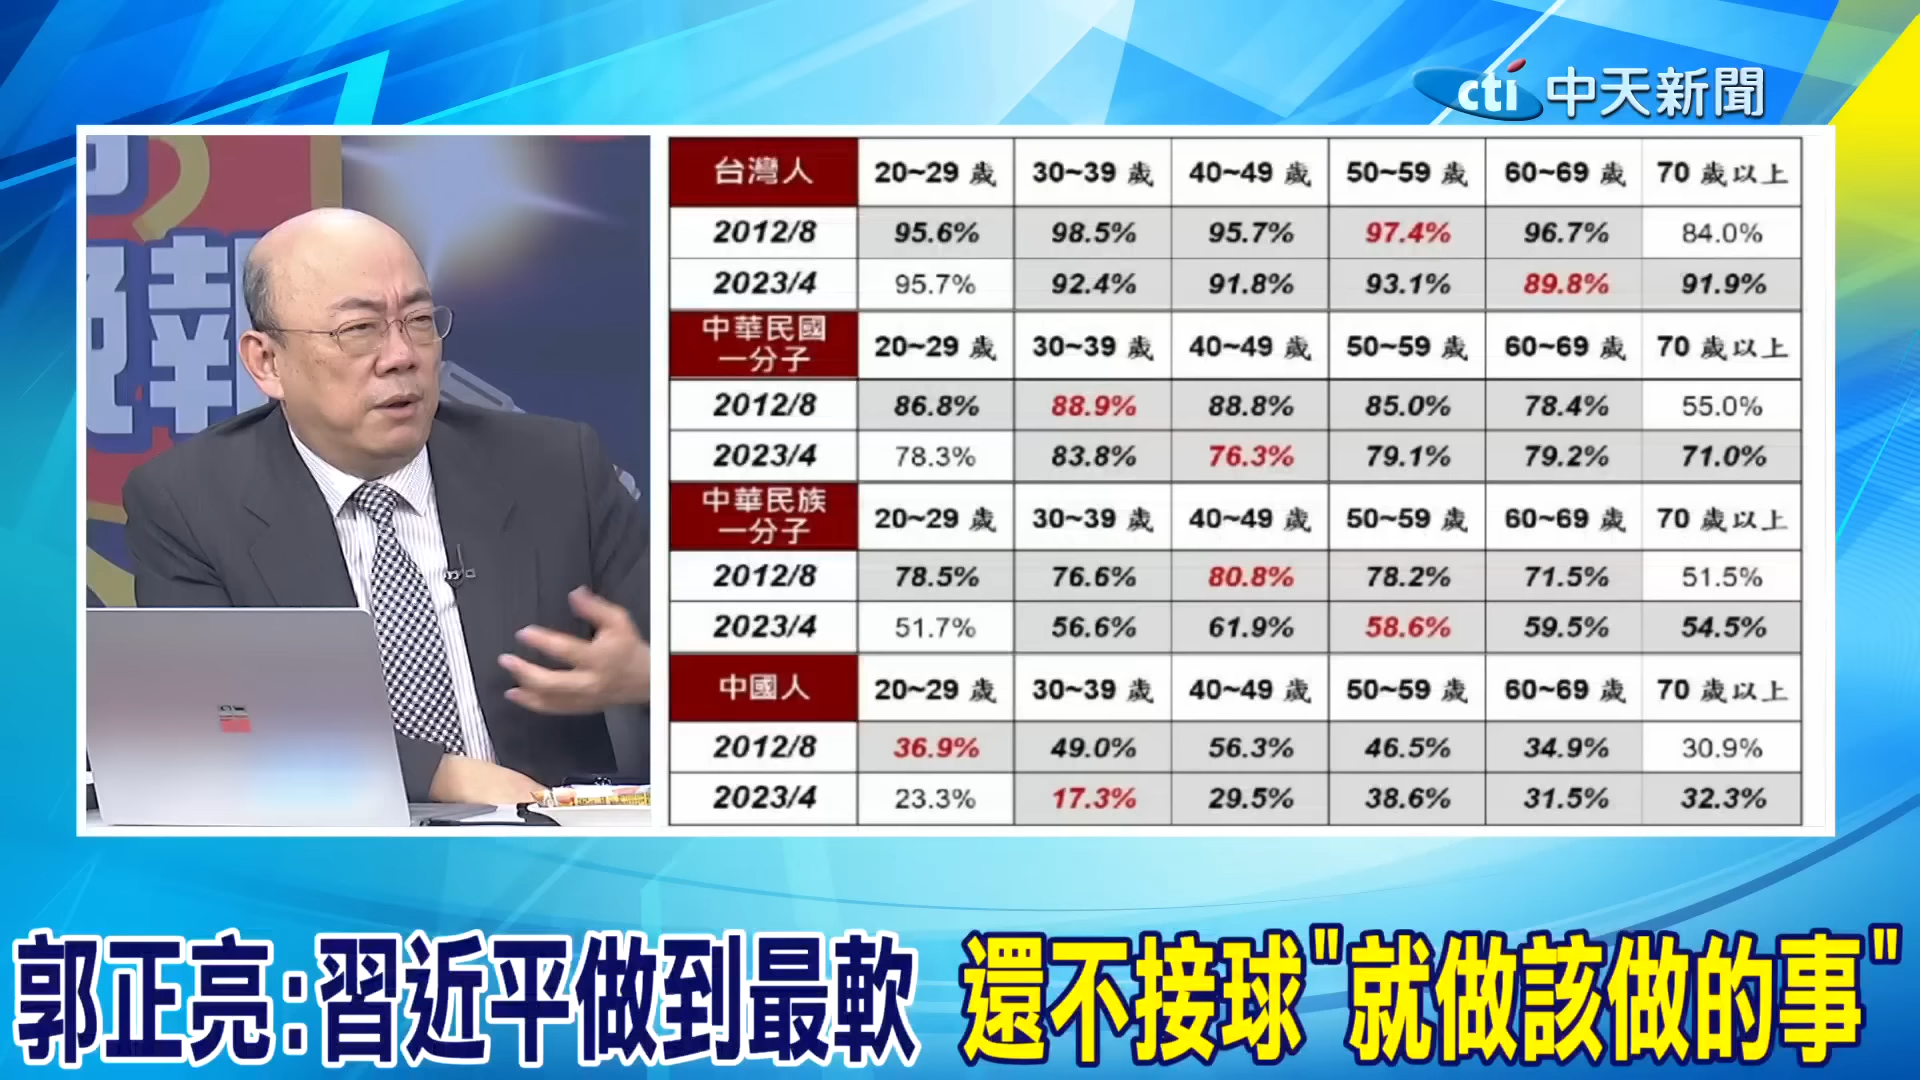 cti 中天新聞
晚報
台灣人 20~29 歲 30~39 歲 40~49 歲 50~59 歲 60~69 歲 70 歲以上
2012/8 95.6% 98.5% 95.7% 97.4% 96.7% 84.0%
2023/4 95.7% 92.4% 91.8% 93.1% 89.8% 91.9%
中華民國
一分子 20~29 歲 30~39 歲 40~49 歲 50~59 歲 60~69 歲 70 歲以上
2012/8 86.8% 88.9% 88.8% 85.0% 78.4% 55.0%
2023/4 78.3% 83.8% 76.3% 79.1% 79.2% 71.0%
中華民族
一分子 20~29 歲 30~39 歲 40~49 歲 50~59 歲 60~69 歲 70 歲以上
2012/8 78.5% 76.6% 80.8% 78.2% 71.5% 51.5%
2023/4 51.7% 56.6% 61.9% 58.6% 59.5% 54.5%
中國人 20~29 歲 30~39 歲 40~49 歲 50~59 歲 60~69 歲 70 歲以上
2012/8 36.9% 49.0% 56.3% 46.5% 34.9% 30.9%
2023/4 23.3% 17.3% 29.5% 38.6% 31.5% 32.3%
郭正亮:習近平做到最軟 還不接球"就做該做的事"